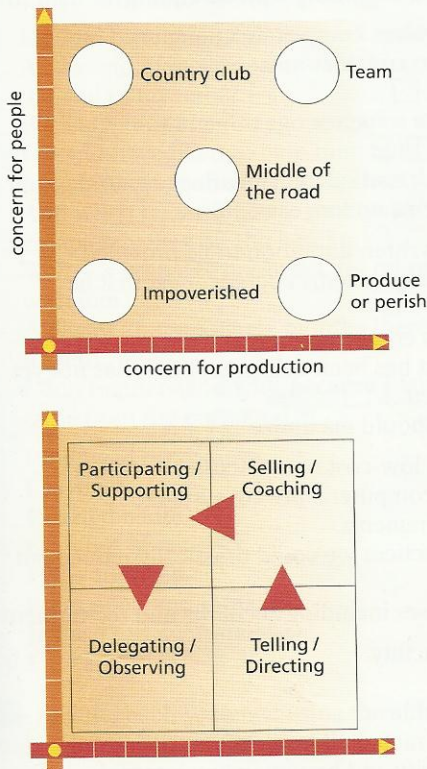 Country club
Team
concern for people
Middle of
the road
Impoverished
Produce
or perish
concern for production
Participating /
Supporting
Selling /
Coaching
Delegating /
Observing
Telling /
Directing